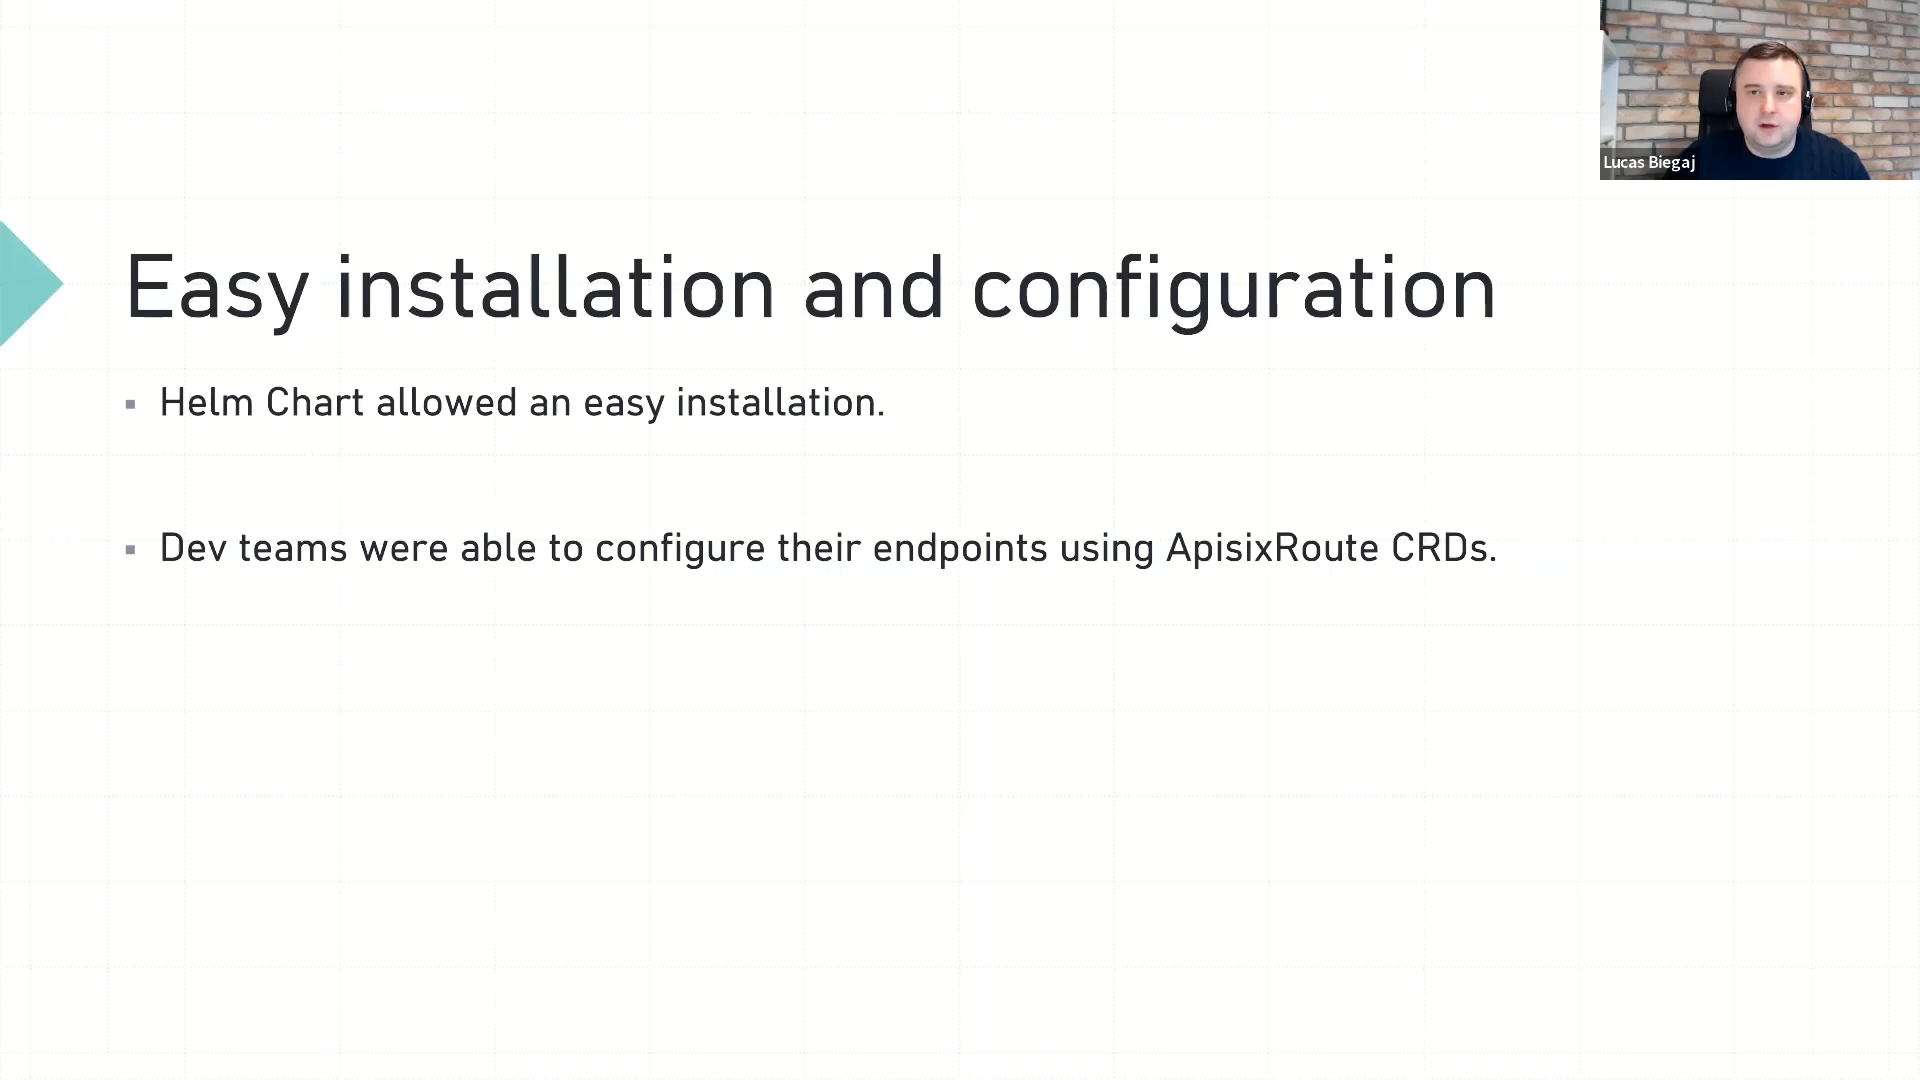 Lucas Biegaj
Easy installation and configuration
Helm Chart allowed an easy installation.
Dev teams were able to configure their endpoints using ApisixRoute CRDs.